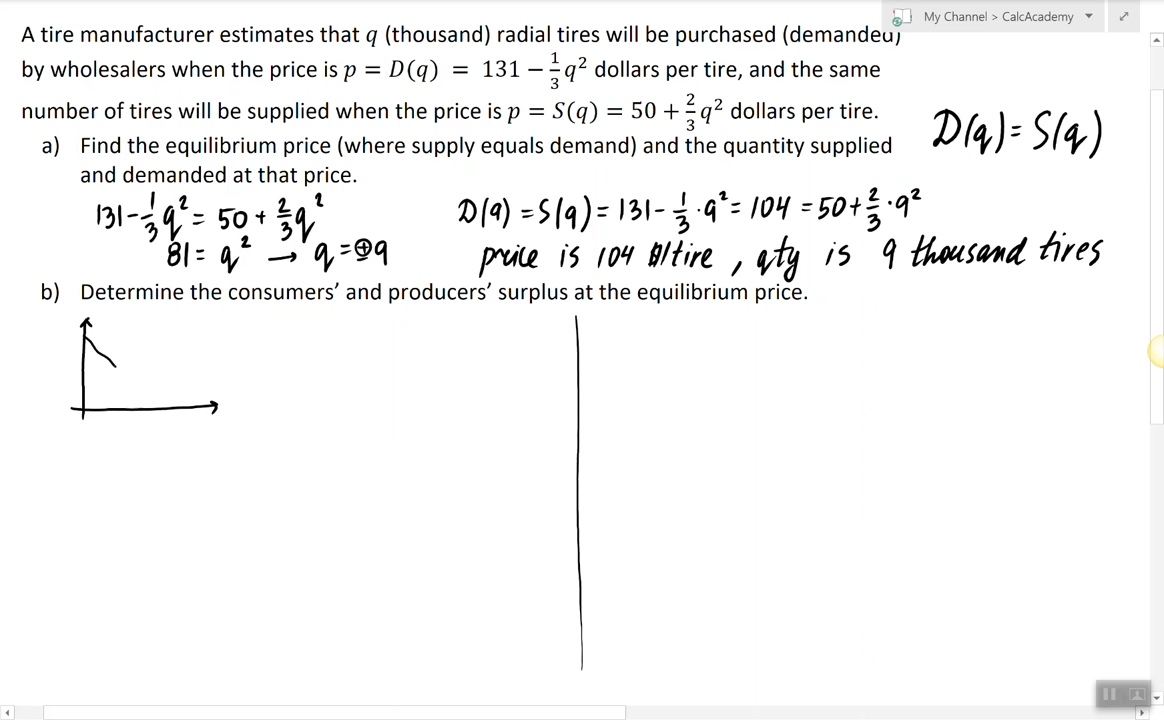 My Channel > CalcAcademy
A tire manufacturer estimates that q (thousand) radial tires will be purchased (demanded)
by wholesalers when the price is p = D(q) = 131 − 1/3 q² dollars per tire, and the same
number of tires will be supplied when the price is p = S(q) = 50 + 2/3 q² dollars per tire.
D(q) = S(q)
a) Find the equilibrium price (where supply equals demand) and the quantity supplied
and demanded at that price.
131 - 1/3 q² = 50 + 2/3 q²
81 = q² → q = ⊕9
D(9) = S(9) = 131 - 1/3 · 9² = 104 = 50 + 2/3 · 9²
price is 104 $/tire , qty is 9 thousand tires
b) Determine the consumers’ and producers’ surplus at the equilibrium price.